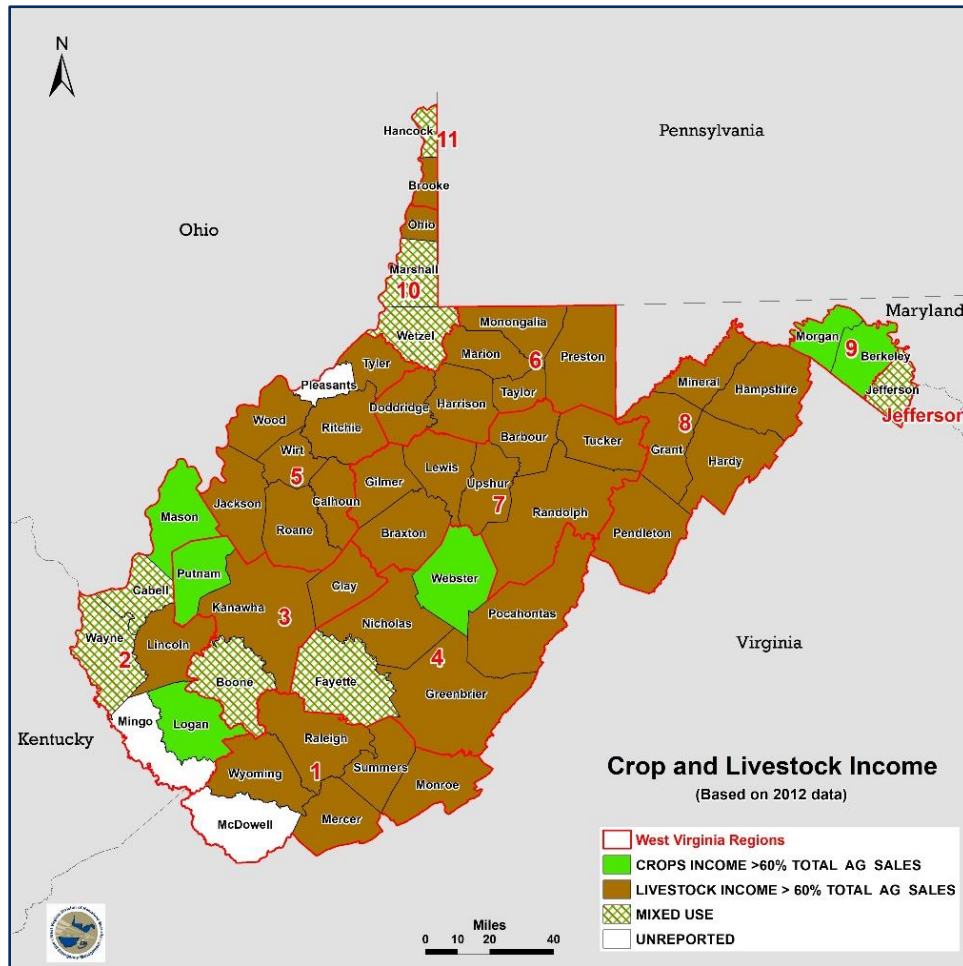 N
Pennsylvania
Hancock
11
Brooke
Ohio
Ohio
Marshall
10
Wetzel
Maryland
Monongalia
Morgan
9
Berkeley
Marion
6
Preston
Tyler
Pleasants
Jefferson
Mineral
Hampshire
Taylor
Harrison
Doddridge
Jefferson
Wood
Ritchie
8
Barbour
Tucker
Grant
Wirt
Hardy
5
Lewis
Gilmer
Upshur
Calhoun
Jackson
7
Randolph
Mason
Roane
Braxton
Pendleton
Putnam
Webster
Clay
Cabell
Kanawha
3
Pocahontas
Nicholas
Wayne
Lincoln
Virginia
2
4
Boone
Fayette
Greenbrier
Mingo
Logan
Kentucky
Raleigh
Wyoming
1
Summers
Monroe
Crop and Livestock Income
(Based on 2012 data)
McDowell
Mercer
West Virginia Regions
CROPS INCOME >60% TOTAL AG SALES
LIVESTOCK INCOME > 60% TOTAL AG SALES
MIXED USE
UNREPORTED
Miles
0 10 20 40